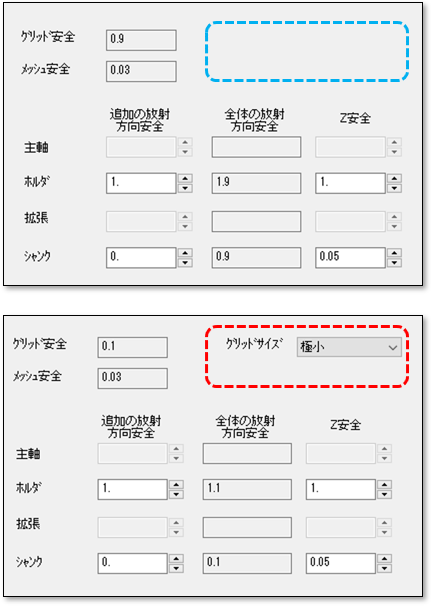 ｸﾞﾘｯﾄﾞ安全 0.9
ﾒｯｼｭ安全 0.03
追加の放射
方向安全
全体の放射
方向安全
Z安全
主軸
ﾎﾙﾀﾞ 1. 1.9 1.
拡張
ｼｬﾝｸ 0. 0.9 0.05
ｸﾞﾘｯﾄﾞ安全 0.1 ｸﾞﾘｯﾄﾞｻｲｽﾞ 極小
ﾒｯｼｭ安全 0.03
追加の放射
方向安全
全体の放射
方向安全
Z安全
主軸
ﾎﾙﾀﾞ 1. 1.1 1.
拡張
ｼｬﾝｸ 0. 0.1 0.05